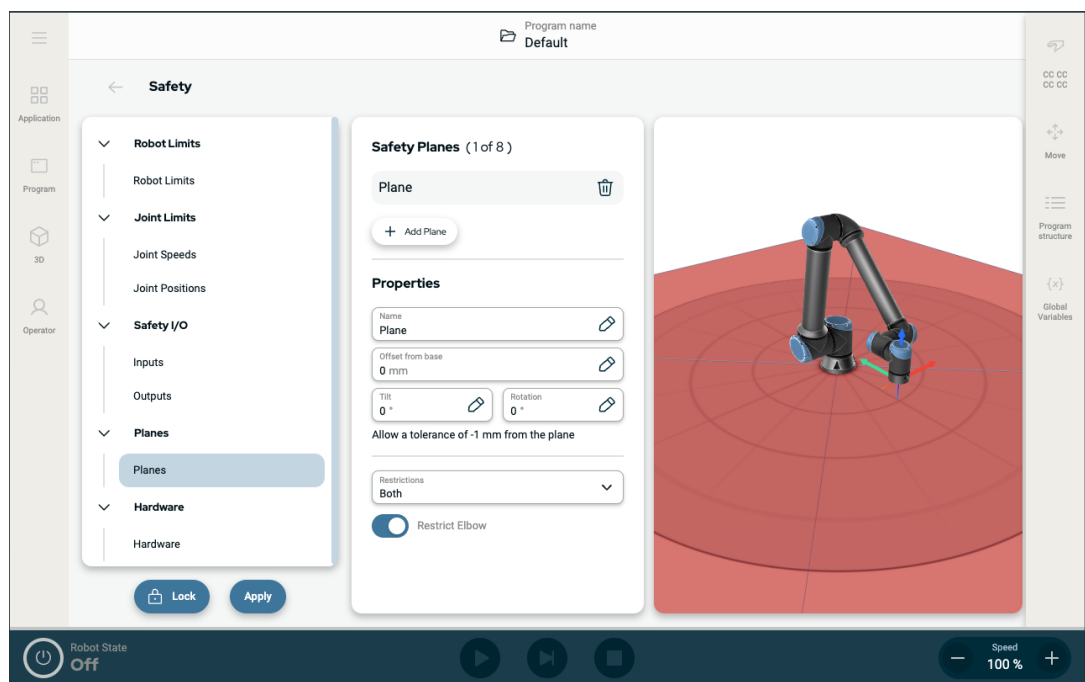 Program name
Default
Application
Program
3D
Operator
Safety
Robot Limits
Robot Limits
Joint Limits
Joint Speeds
Joint Positions
Safety I/O
Inputs
Outputs
Planes
Planes
Hardware
Hardware
Lock
Apply
Safety Planes (1 of 8)
Plane
+ Add Plane
Properties
Name
Plane
Offset from base
0 mm
Tilt
0 °
Rotation
0 °
Allow a tolerance of -1 mm from the plane
Restrictions
Both
Restrict Elbow
CC CC
CC CC
Move
Program
structure
{x}
Global
Variables
Robot State
Off
Speed
100 %